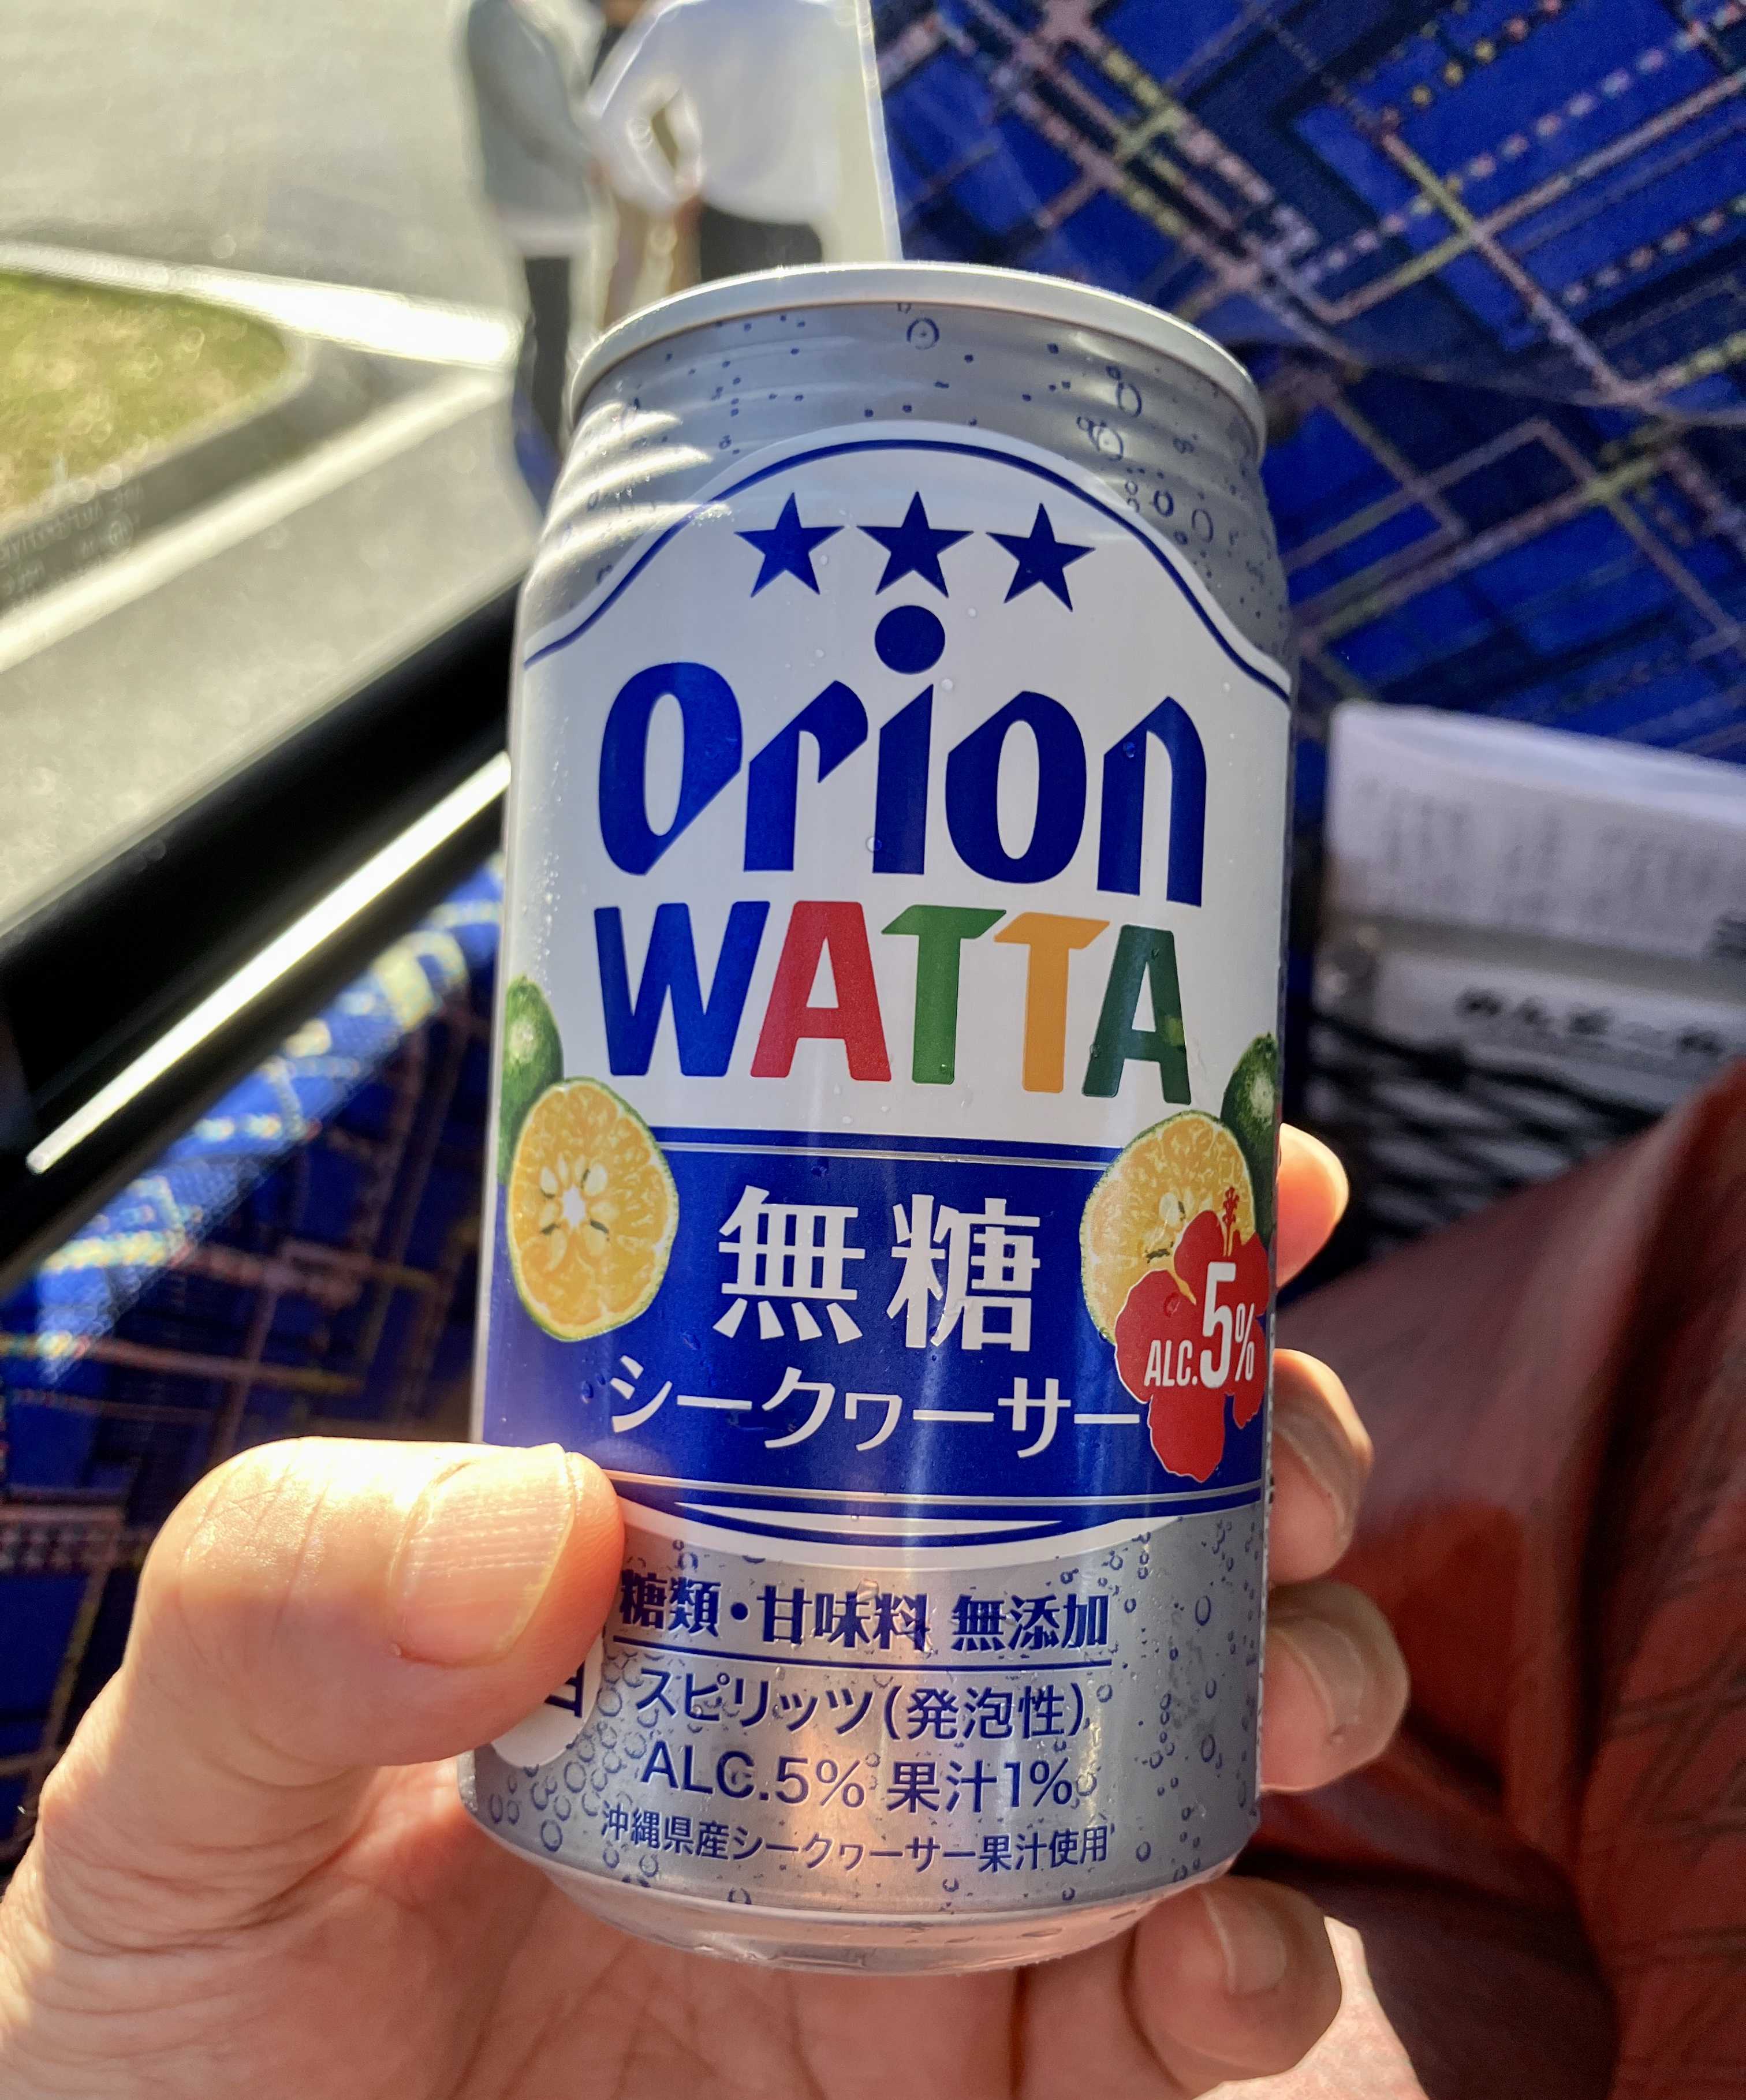 orion
WATTA
無糖
シークヮーサー
ALC.5%
糖類・甘味料 無添加
スピリッツ(発泡性)
ALC.5% 果汁1%
沖縄県産シークヮーサー果汁使用